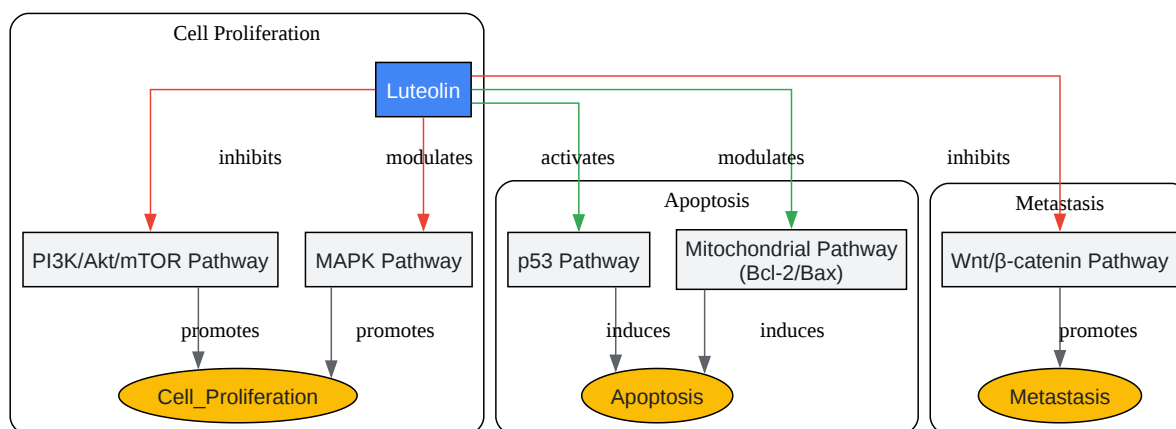 Cell Proliferation
Luteolin
inhibits
modulates
activates
modulates
inhibits
Apoptosis
Metastasis
PI3K/Akt/mTOR Pathway
MAPK Pathway
p53 Pathway
Mitochondrial Pathway
(Bcl-2/Bax)
Wnt/β-catenin Pathway
promotes
promotes
induces
induces
promotes
Cell_Proliferation
Apoptosis
Metastasis